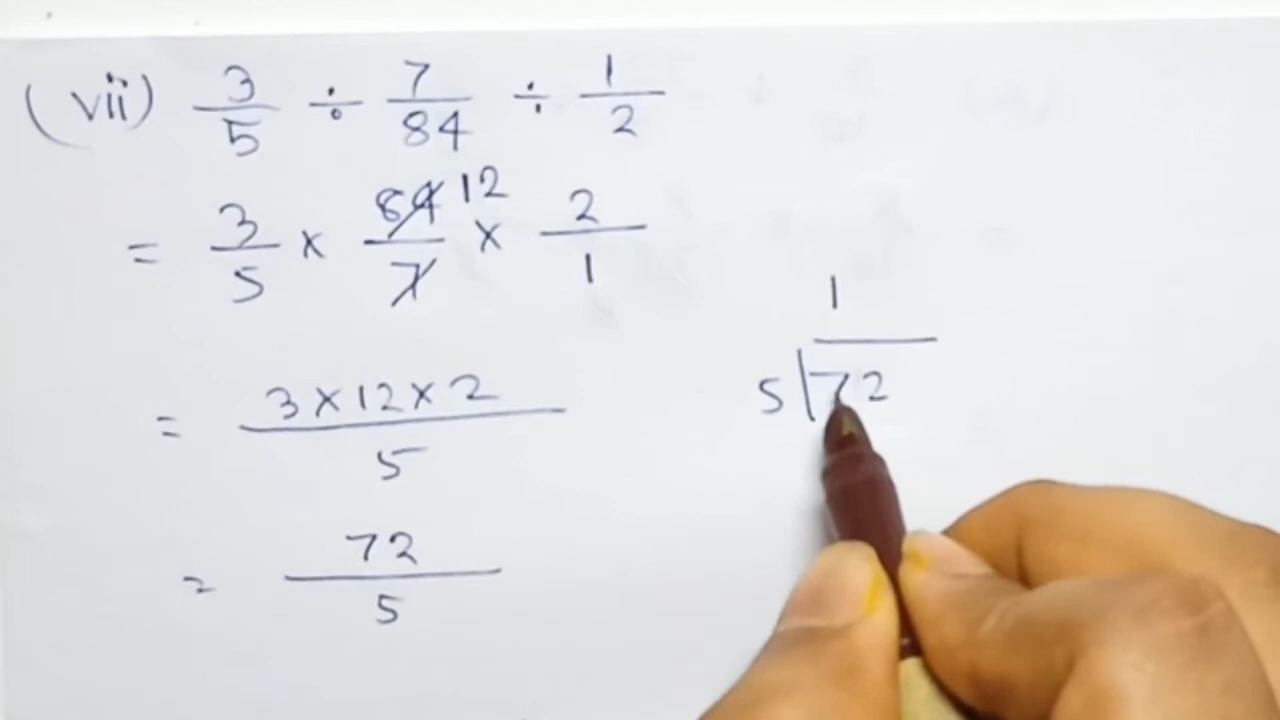 (vii) 3/5 ÷ 7/84 ÷ 1/2
= 3/5 × 84/7 12 × 2/1
= 3×12×2/5
= 72/5
1
5 72